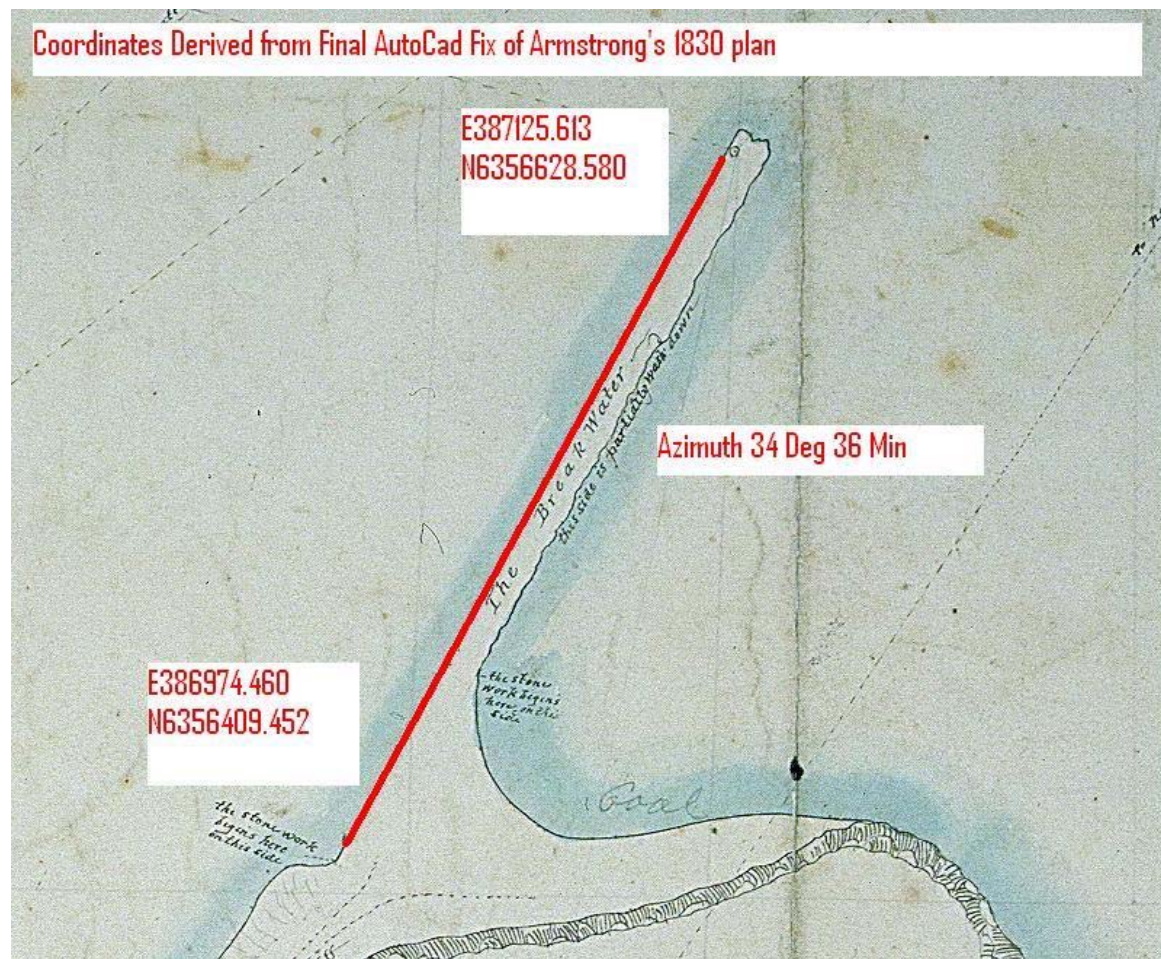 Coordinates Derived from Final AutoCad Fix of Armstrong's 1830 plan
E387125.613
N6356628.580
The Break Water
this side is partially wash down
Azimuth 34 Deg 36 Min
E386974.460
N6356409.452
the stone
work begins
here on this
side
Coal
the stone work
begins here
on this side